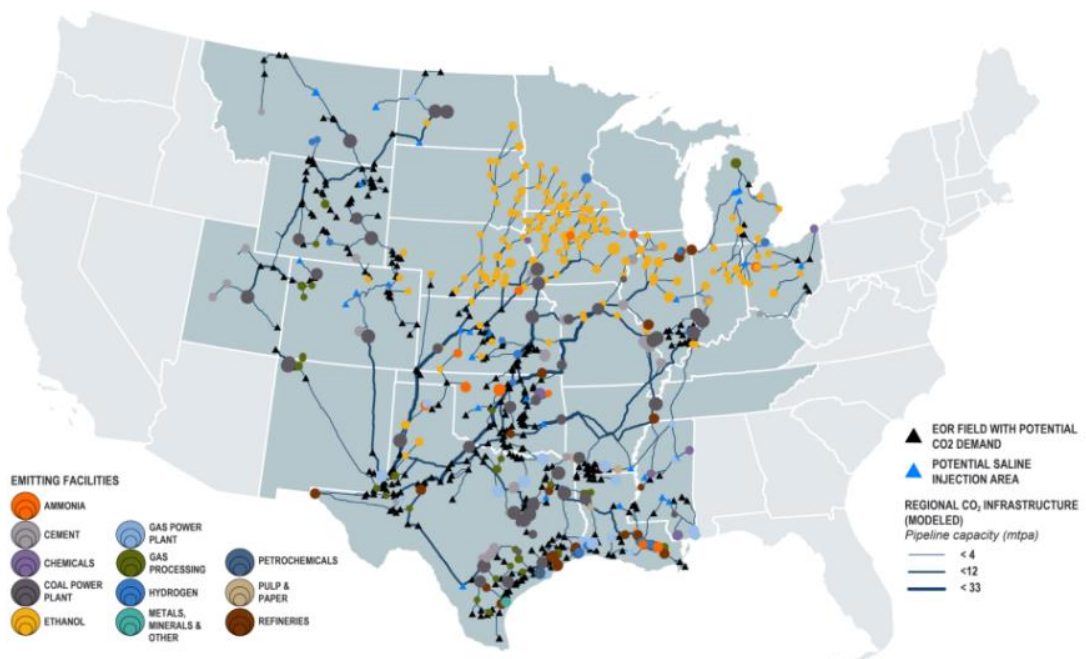 EOR FIELD WITH POTENTIAL
CO2 DEMAND
POTENTIAL SALINE
INJECTION AREA
REGIONAL CO₂ INFRASTRUCTURE
(MODELED)
Pipeline capacity (mtpa)
< 4
<12
< 33
EMITTING FACILITIES
AMMONIA
CEMENT
CHEMICALS
COAL POWER
PLANT
ETHANOL
GAS POWER
PLANT
GAS
PROCESSING
HYDROGEN
METALS,
MINERALS &
OTHER
PETROCHEMICALS
PULP &
PAPER
REFINERIES